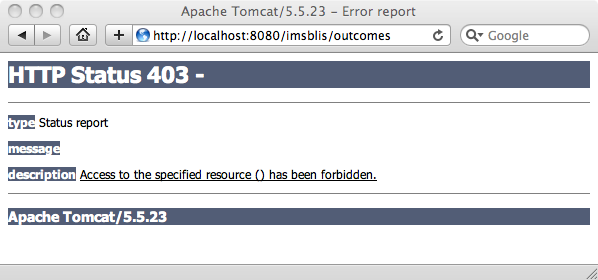 Apache Tomcat/5.5.23 – Error report
http://localhost:8080/imsblis/outcomes
Google
HTTP Status 403 -
type Status report
message
description Access to the specified resource () has been forbidden.
Apache Tomcat/5.5.23